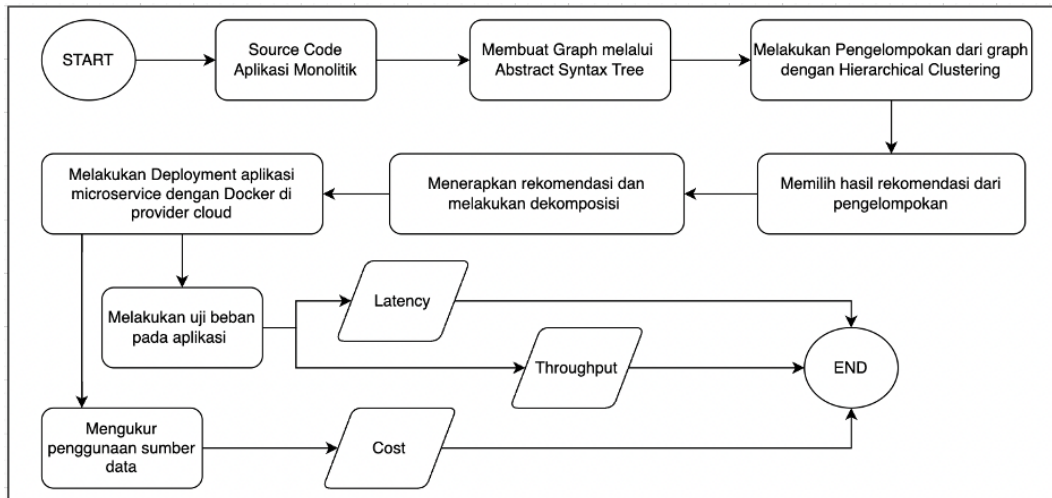 START
Source Code
Aplikasi Monolitik
Membuat Graph melalui
Abstract Syntax Tree
Melakukan Pengelompokan dari graph
dengan Hierarchical Clustering
Melakukan Deployment aplikasi
microservice dengan Docker di
provider cloud
Menerapkan rekomendasi dan
melakukan dekomposisi
Memilih hasil rekomendasi dari
pengelompokan
Melakukan uji beban
pada aplikasi
Latency
Throughput
END
Mengukur
penggunaan sumber
data
Cost